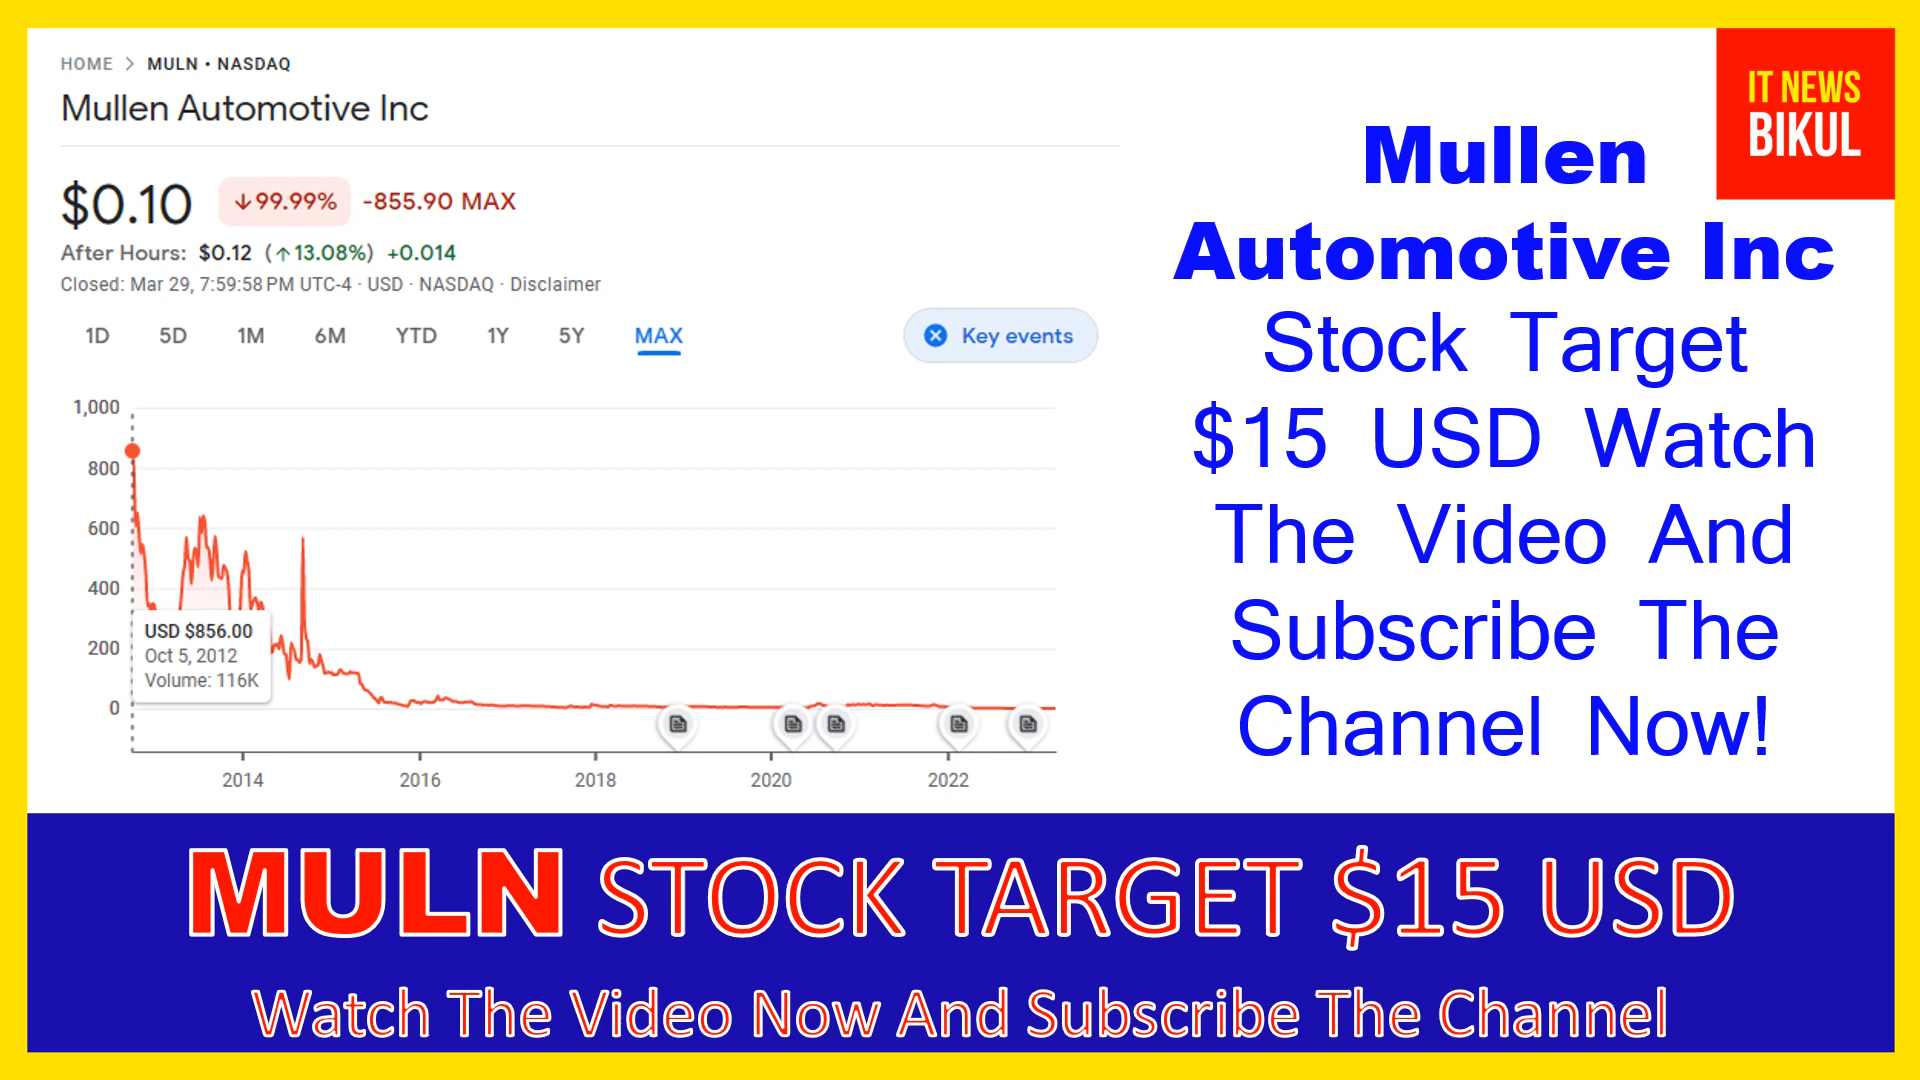 HOME > MULN • NASDAQ
Mullen Automotive Inc
$0.10 ↓99.99% -855.90 MAX
After Hours: $0.12 (↑13.08%) +0.014
Closed: Mar 29, 7:59:58 PM UTC-4 · USD · NASDAQ · Disclaimer
1D 5D 1M 6M YTD 1Y 5Y MAX
Key events
1,000
800
600
400
200
0
USD $856.00
Oct 5, 2012
Volume: 116K
2014 2016 2018 2020 2022
IT NEWS
BIKUL
Mullen
Automotive Inc
Stock Target
$15 USD Watch
The Video And
Subscribe The
Channel Now!
MULN STOCK TARGET $15 USD
Watch The Video Now And Subscribe The Channel